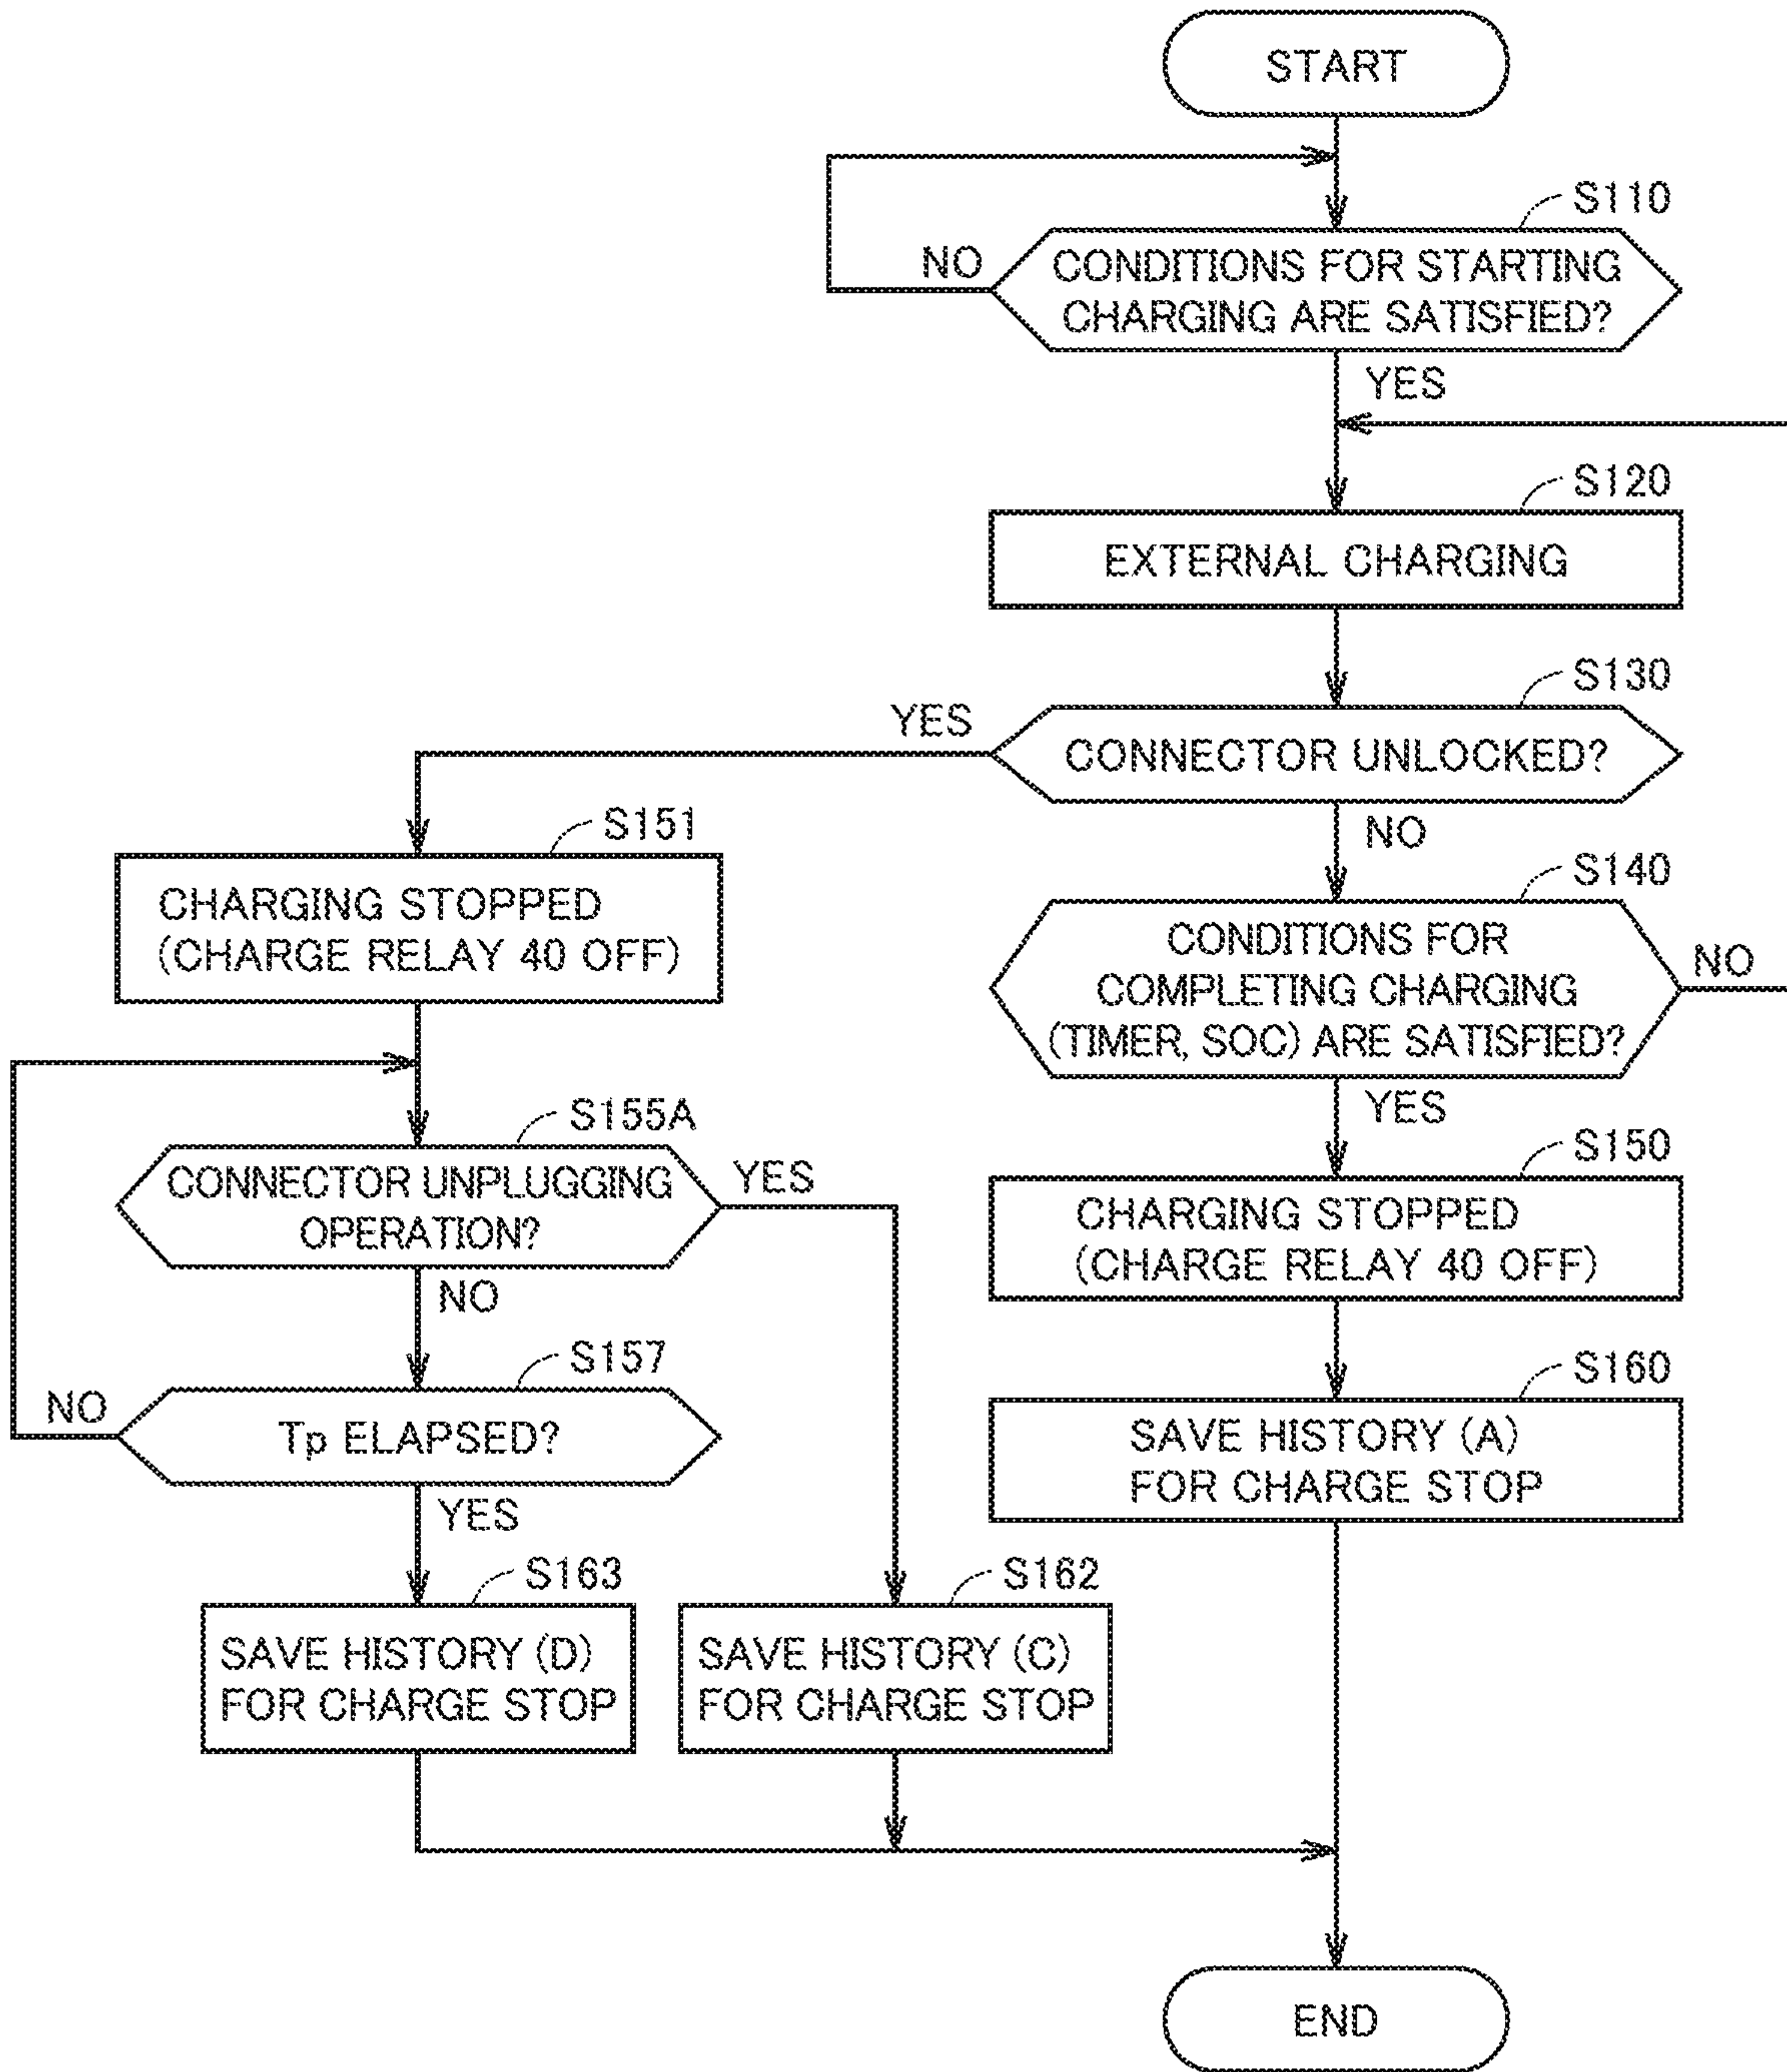 START
S110
NO
CONDITIONS FOR STARTING
CHARGING ARE SATISFIED?
YES
S120
EXTERNAL CHARGING
S130
YES
CONNECTOR UNLOCKED?
NO
S151
CHARGING STOPPED
(CHARGE RELAY 40 OFF)
S140
CONDITIONS FOR
COMPLETING CHARGING
(TIMER, SOC) ARE SATISFIED?
NO
YES
S155A
CONNECTOR UNPLUGGING
OPERATION?
YES
NO
S150
CHARGING STOPPED
(CHARGE RELAY 40 OFF)
S157
NO
Tp ELAPSED?
YES
S160
SAVE HISTORY (A)
FOR CHARGE STOP
S163
SAVE HISTORY (D)
FOR CHARGE STOP
S162
SAVE HISTORY (C)
FOR CHARGE STOP
END